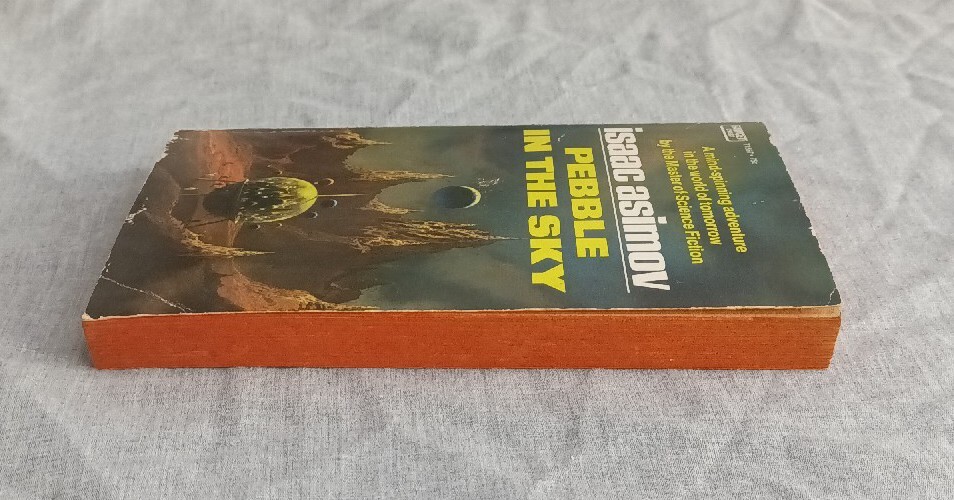 A mind-spinning adventure
in the world of tomorrow
by the Master of Science Fiction
isaac asimov
PEBBLE
IN THE SKY